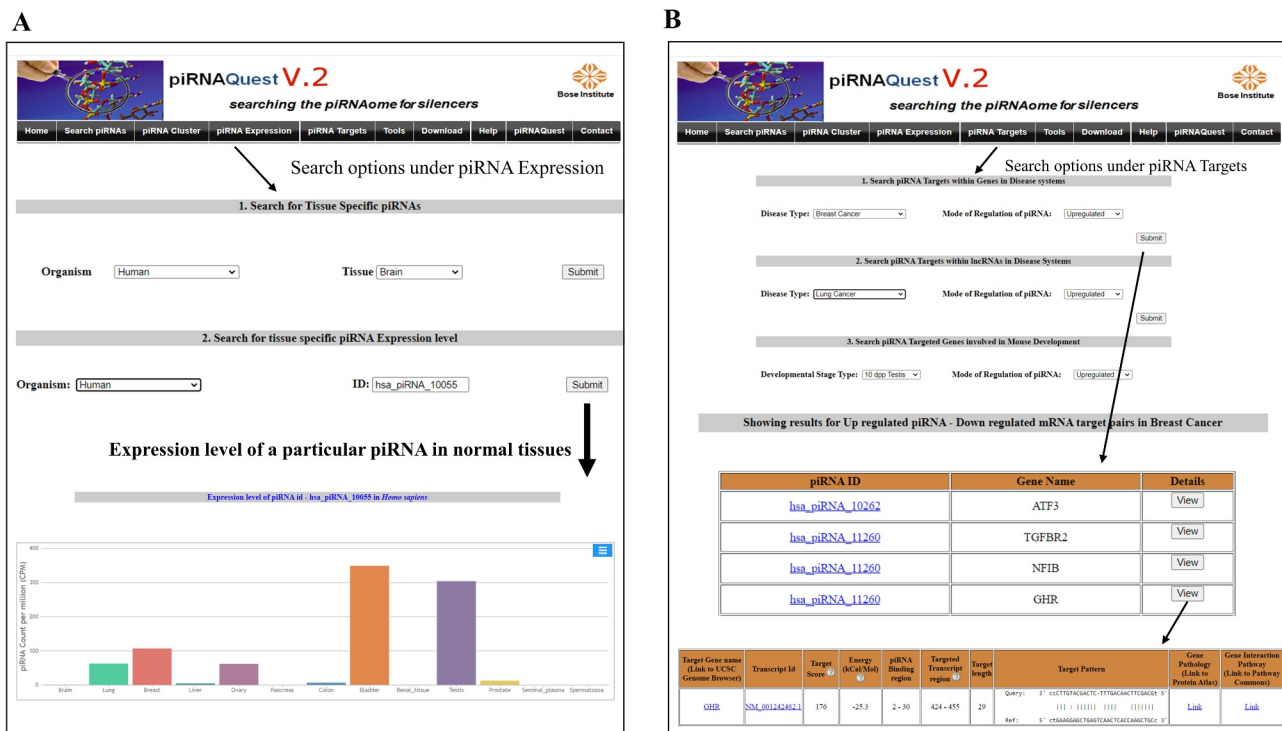 A
piRNAQuest V.2
searching the piRNAome for silencers
Bose Institute
Home Search piRNAs piRNA Cluster piRNA Expression piRNA Targets Tools Download Help piRNAQuest Contact
Search options under piRNA Expression
1. Search for Tissue Specific piRNAs
Organism Human Tissue Brain Submit
2. Search for tissue specific piRNA Expression level
Organism: Human ID: hsa_piRNA_10055 Submit
Expression level of a particular piRNA in normal tissues
Expression level of piRNA id - hsa_piRNA_10055 in Homo sapiens
piRNA Count per million (CPM)
400
300
200
100
0
Brain Lung Breast Liver Ovary Pancreas Colon Bladder Renal_tissue Testis Prostate Seminal_plasma Spermatozoa
B
piRNAQuest V.2
searching the piRNAome for silencers
Bose Institute
Home Search piRNAs piRNA Cluster piRNA Expression piRNA Targets Tools Download Help piRNAQuest Contact
Search options under piRNA Targets
1. Search piRNA Targets within Genes in Disease systems
Disease Type: Breast Cancer Mode of Regulation of piRNA: Upregulated
Submit
2. Search piRNA Targets within lncRNAs in Disease Systems
Disease Type: Lung Cancer Mode of Regulation of piRNA: Upregulated
Submit
3. Search piRNA Targeted Genes involved in Mouse Development
Developmental Stage Type: 10 dpp Testis Mode of Regulation of piRNA: Upregulated
Showing results for Up regulated piRNA - Down regulated mRNA target pairs in Breast Cancer
piRNA ID Gene Name Details
hsa_piRNA_10262 ATF3 View
hsa_piRNA_11260 TGFBR2 View
hsa_piRNA_11260 NFIB View
hsa_piRNA_11260 GHR View
Target Gene name (Link to UCSC Genome Browser) Transcript Id Target Score Energy (kCal/Mol) piRNA Binding region Targeted Transcript region Target length Target Pattern Gene Pathology (Link to Protein Atlas) Gene Interaction Pathway (Link to Pathway Commons)
GHR NM_001242462.1 176 -25.3 2 - 30 424 - 455 29 Link Link
Query: 3' ccCTTGTACGACTC-TTTGACAACTTCGACGt 5'
Ref: 5' ctGAAGGAGCTGAGTCAACTCACCAAGCTGCc 3'